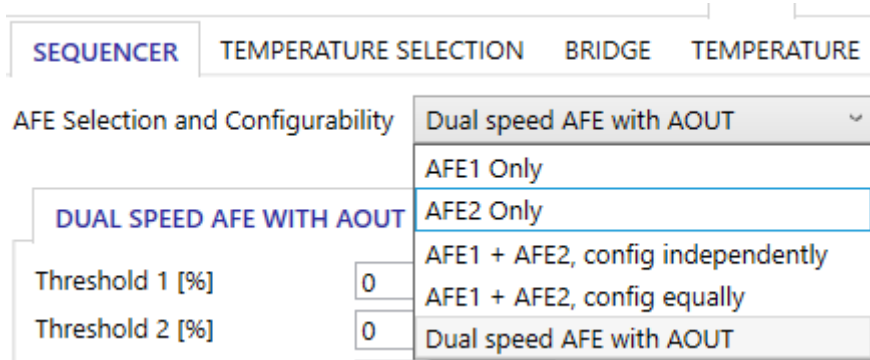 SEQUENCER TEMPERATURE SELECTION BRIDGE TEMPERATURE
AFE Selection and Configurability Dual speed AFE with AOUT
AFE1 Only
DUAL SPEED AFE WITH AOUT AFE2 Only
AFE1 + AFE2, config independently
Threshold 1 [%] 0
AFE1 + AFE2, config equally
Threshold 2 [%] 0
Dual speed AFE with AOUT